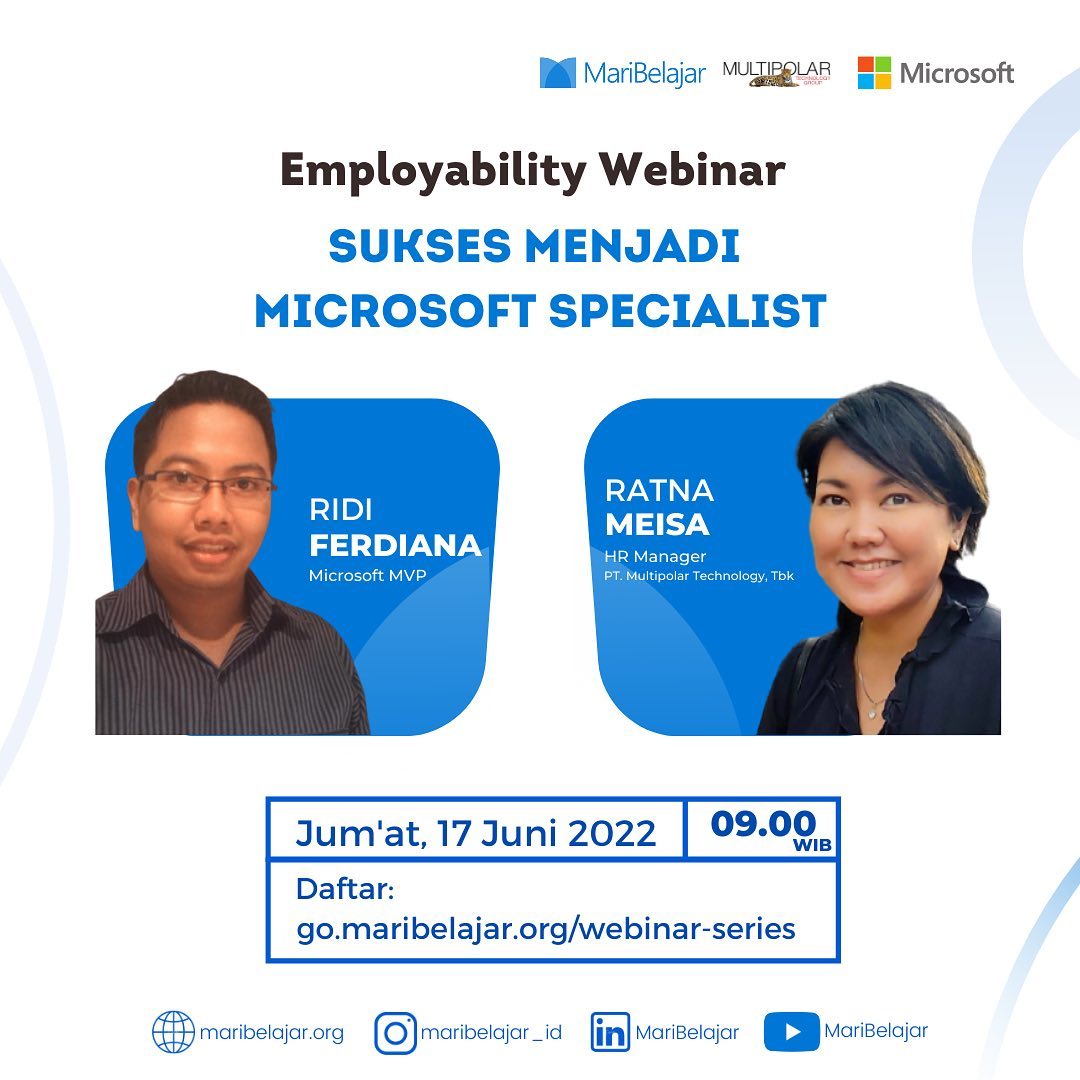 MariBelajar
MULTIPOLAR
TECHNOLOGY
GROUP
Microsoft
Employability Webinar
SUKSES MENJADI
MICROSOFT SPECIALIST
RIDI
FERDIANA
Microsoft MVP
RATNA
MEISA
HR Manager
PT. Multipolar Technology, Tbk
Jum'at, 17 Juni 2022
09.00
WIB
Daftar:
go.maribelajar.org/webinar-series
maribelajar.org
maribelajar_id
MariBelajar
MariBelajar